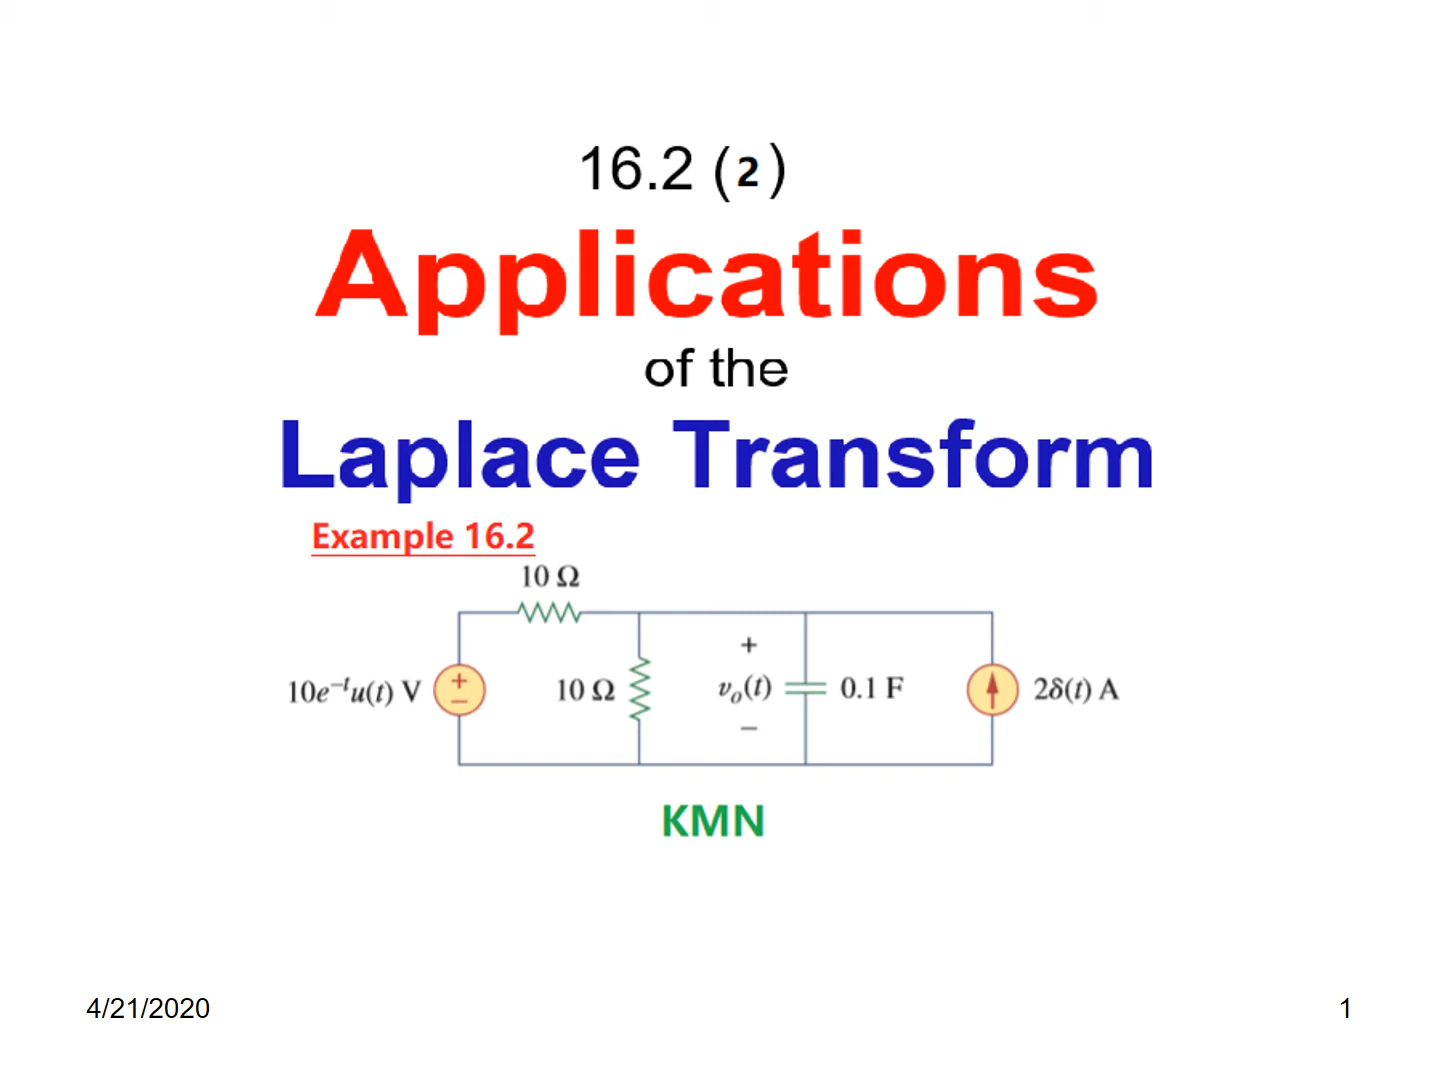 16.2 (2)
Applications
of the
Laplace Transform
Example 16.2
10 Ω
+
10e⁻ᵗu(t) V
+
−
10 Ω
vₒ(t)
0.1 F
2δ(t) A
−
KMN
4/21/2020
1